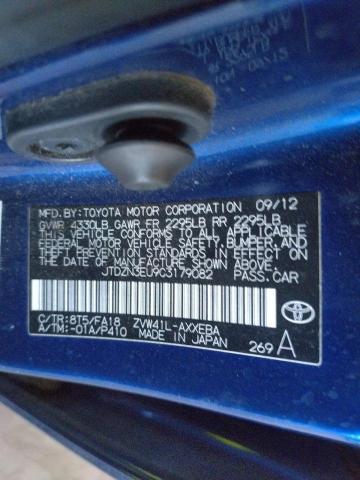 MFD. BY: TOYOTA MOTOR CORPORATION 09/12
GVWR 4330LB GAWR FR 2295LB RR 2295LB
THIS VEHICLE CONFORMS TO ALL APPLICABLE
FEDERAL MOTOR VEHICLE SAFETY, BUMPER, AND
THEFT PREVENTION STANDARDS IN EFFECT ON
THE DATE OF MANUFACTURE SHOWN ABOVE.
JTDZN3EU9C3179082 PASS. CAR
C/TR:8T5/FA18 ZVW41L-AXXEBA
A/TM:-01A/P410 MADE IN JAPAN
269 A
TOYOTA